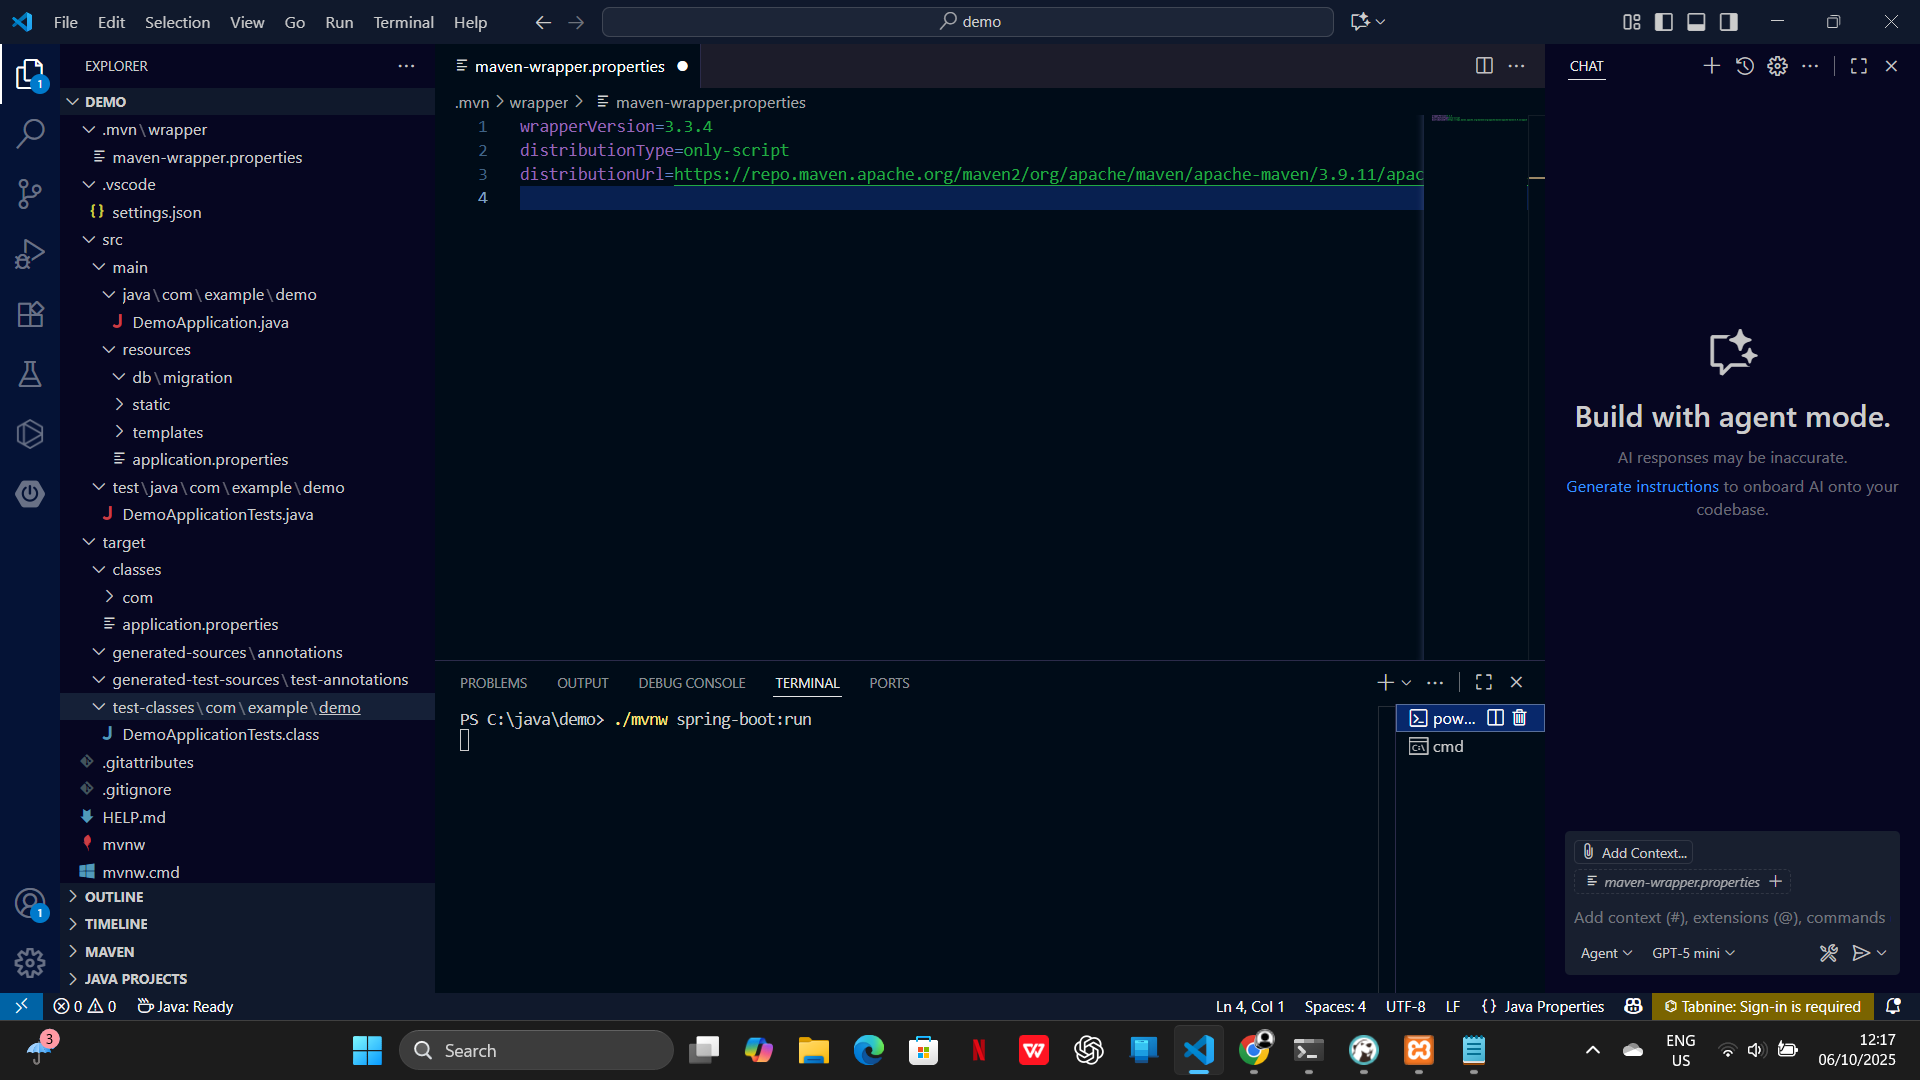 File Edit Selection View Go Run Terminal Help
demo
EXPLORER
DEMO
.mvn\wrapper
maven-wrapper.properties
.vscode
{} settings.json
src
main
java\com\example\demo
J DemoApplication.java
resources
db\migration
static
templates
application.properties
test\java\com\example\demo
J DemoApplicationTests.java
target
classes
com
application.properties
generated-sources\annotations
generated-test-sources\test-annotations
test-classes\com\example\demo
J DemoApplicationTests.class
.gitattributes
.gitignore
HELP.md
mvnw
mvnw.cmd
OUTLINE
TIMELINE
MAVEN
JAVA PROJECTS
1
1
maven-wrapper.properties
.mvn > wrapper > maven-wrapper.properties
1 wrapperVersion=3.3.4
2 distributionType=only-script
3 distributionUrl=https://repo.maven.apache.org/maven2/org/apache/maven/apache-maven/3.9.11/apac
4
PROBLEMS OUTPUT DEBUG CONSOLE TERMINAL PORTS
PS C:\java\demo> ./mvnw spring-boot:run
pow...
cmd
CHAT
Build with agent mode.
AI responses may be inaccurate.
Generate instructions to onboard AI onto your
codebase.
Add Context...
maven-wrapper.properties
Add context (#), extensions (@), commands
Agent GPT-5 mini
0 0 Java: Ready
Ln 4, Col 1 Spaces: 4 UTF-8 LF {} Java Properties Tabnine: Sign-in is required
3
Search
ENG
US
12:17
06/10/2025